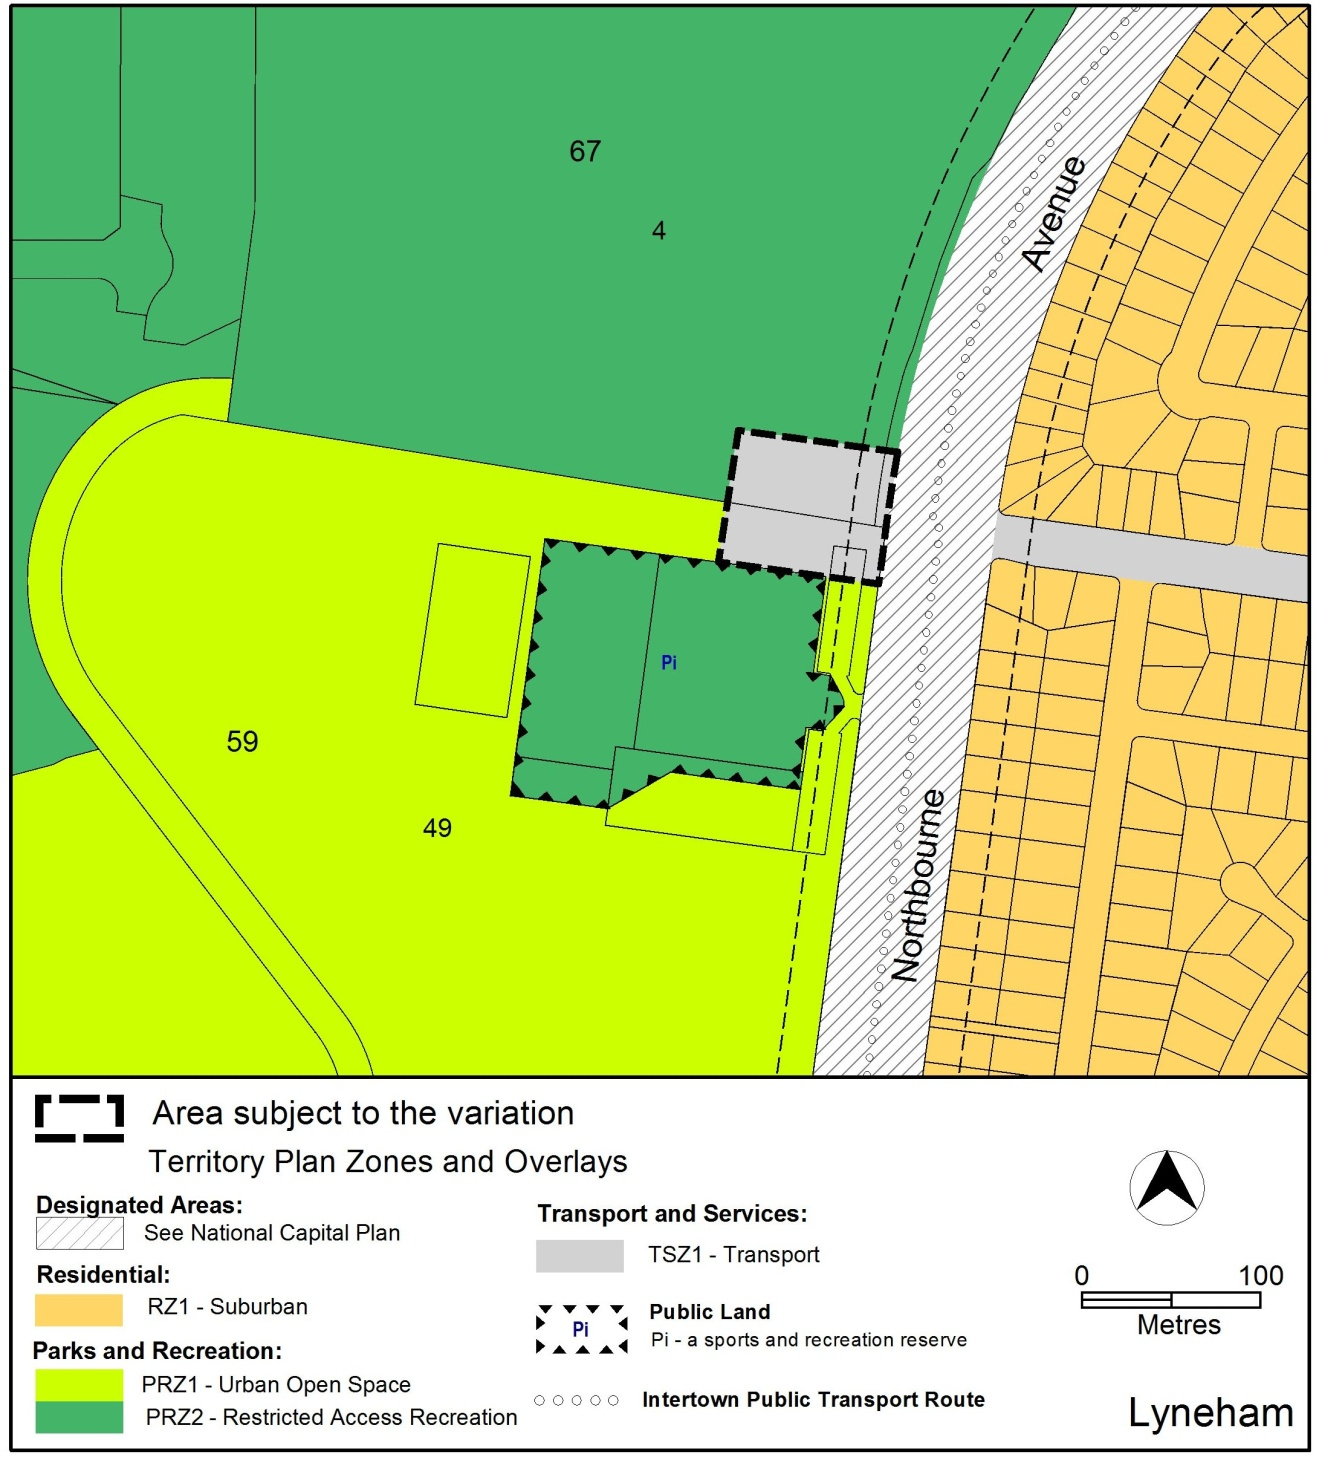 67
4
Avenue
Pi
59
49
Northbourne
Area subject to the variation
Territory Plan Zones and Overlays
Designated Areas:
See National Capital Plan
Residential:
RZ1 - Suburban
Parks and Recreation:
PRZ1 - Urban Open Space
PRZ2 - Restricted Access Recreation
Transport and Services:
TSZ1 - Transport
Pi
Public Land
Pi - a sports and recreation reserve
Intertown Public Transport Route
0 100
Metres
Lyneham